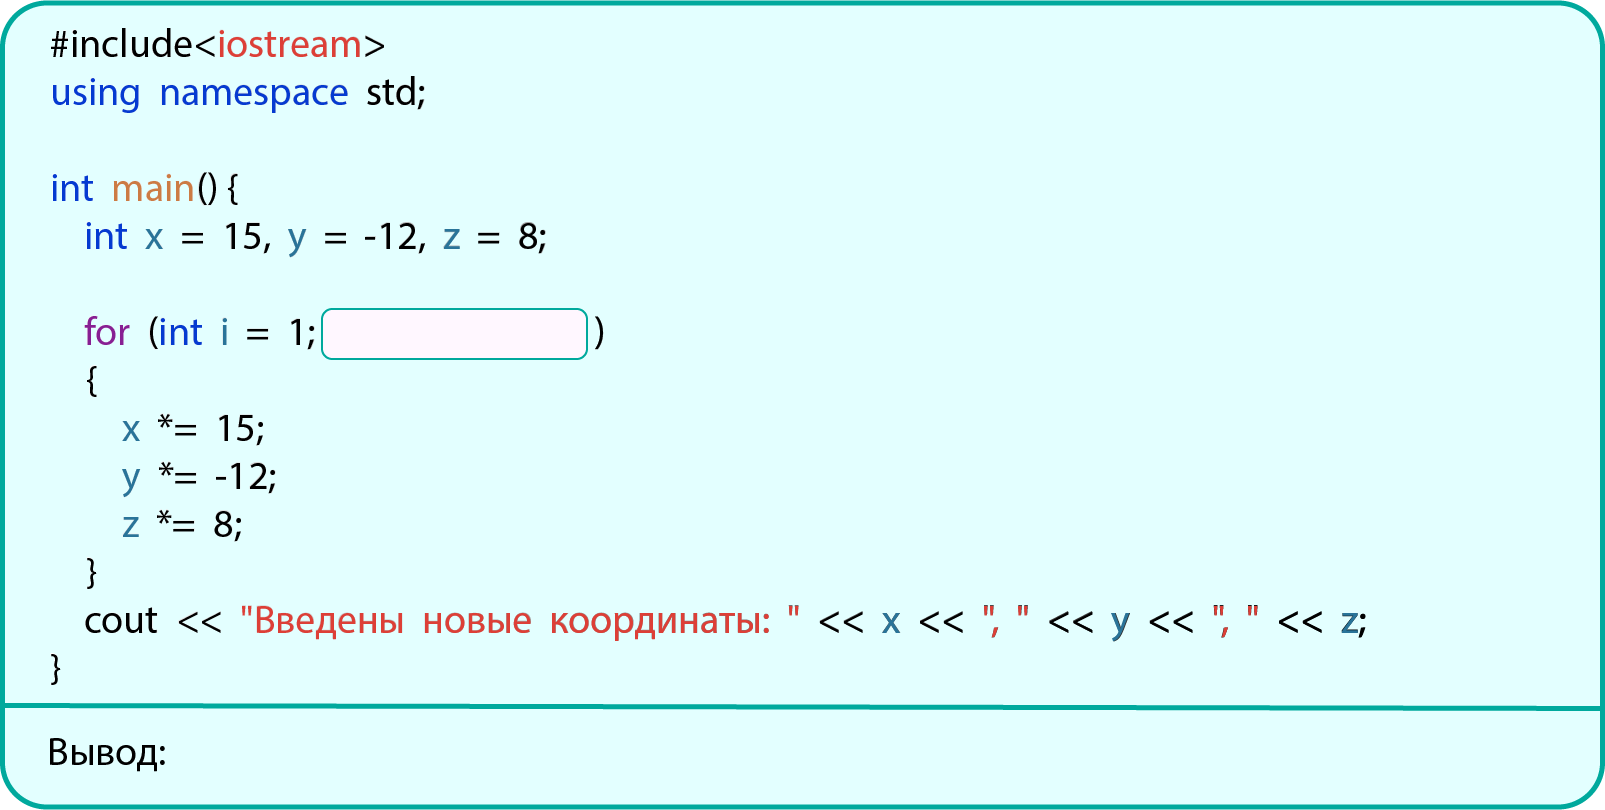 #include<iostream>
using namespace std;
int main() {
int x = 15, y = -12, z = 8;
for (int i = 1; )
{
x *= 15;
y *= -12;
z *= 8;
}
cout << "Введены новые координаты: " << x << ", " << y << ", " << z;
}
Вывод: